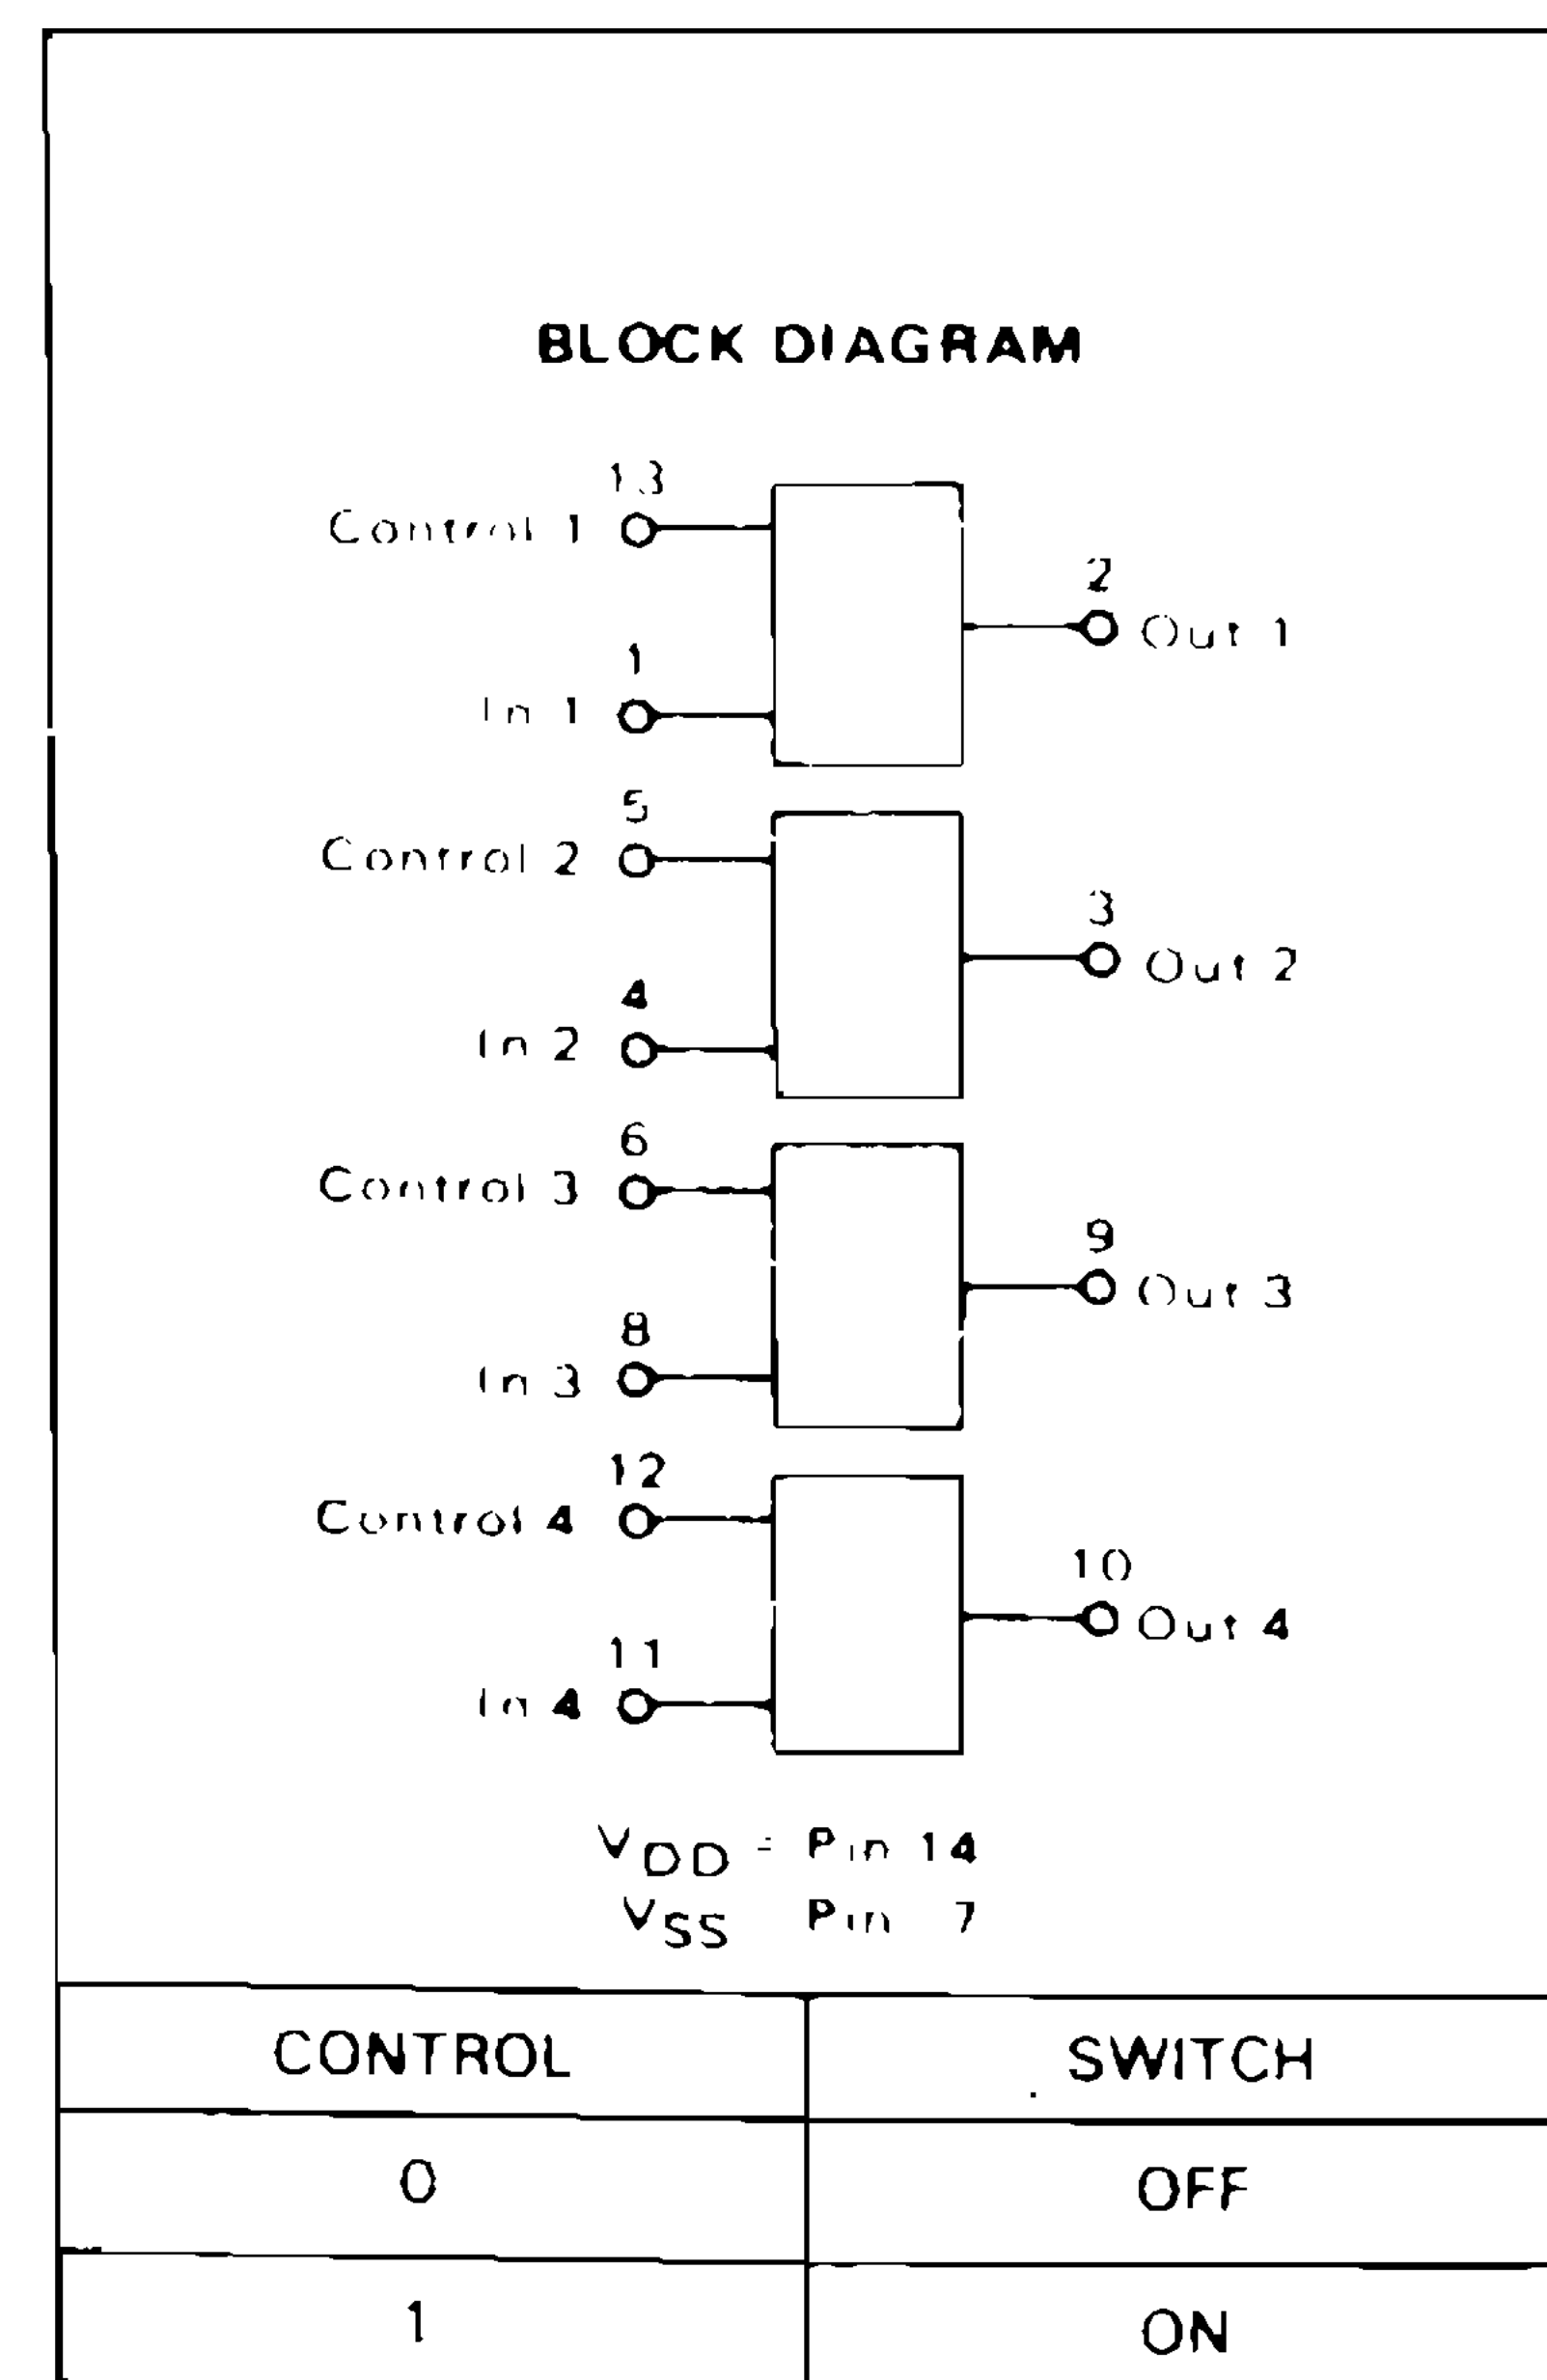 BLOCK DIAGRAM
13
Control 1
2
Out 1
1
In 1
5
Control 2
3
Out 2
4
In 2
6
Control 3
9
Out 3
8
In 3
12
Control 4
10
Out 4
11
In 4
VDD = Pin 14
VSS Pin 7
CONTROL SWITCH
0 OFF
1 ON